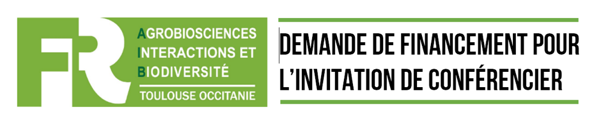 FR
AGROBIOSCIENCES
INTERACTIONS ET
BIODIVERSITÉ
TOULOUSE OCCITANIE
DEMANDE DE FINANCEMENT POUR
L'INVITATION DE CONFÉRENCIER